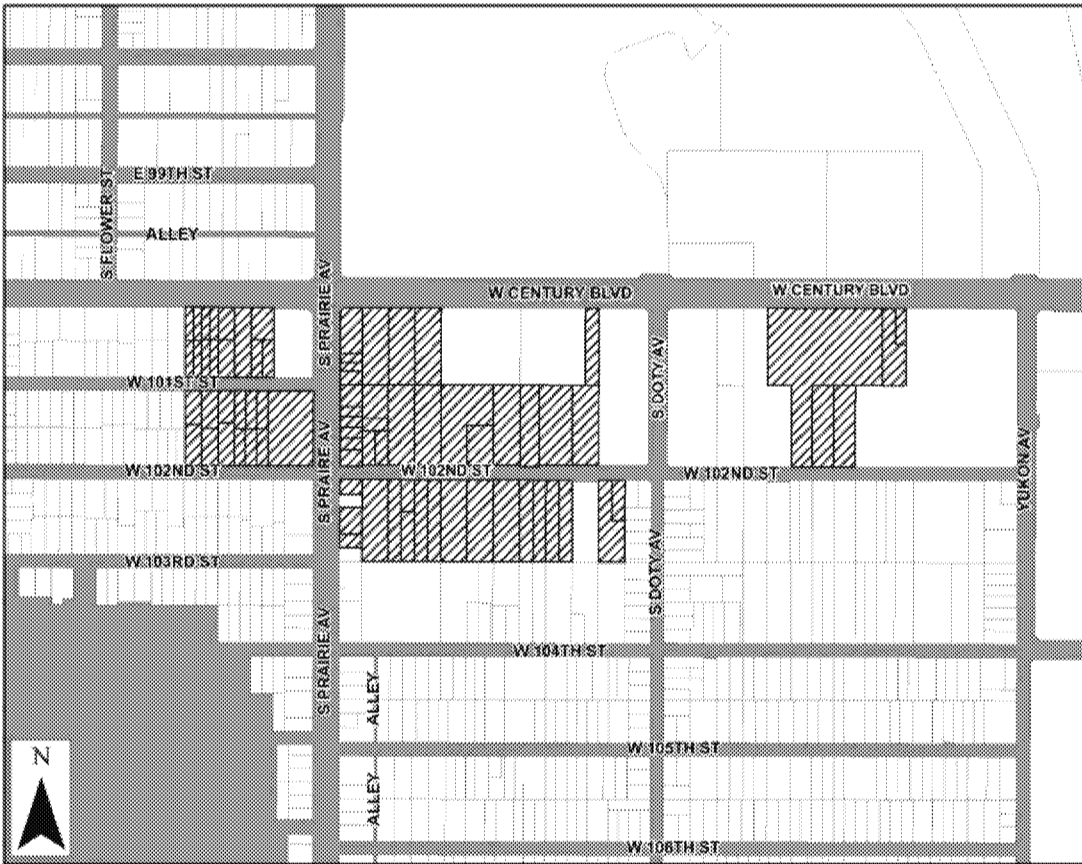 E 99TH ST
S FLOWER ST
ALLEY
S PRAIRIE AV
W CENTURY BLVD
W CENTURY BLVD
W 101ST ST
S PRAIRE AV
S DOTY AV
YUKON AV
W 102ND ST
W 102ND ST
W 102ND ST
S PRAIRIE AV
W 103RD ST
S DOTY AV
S PRAIRIE AV
W 104TH ST
ALLEY
W 105TH ST
ALLEY
W 106TH ST
N